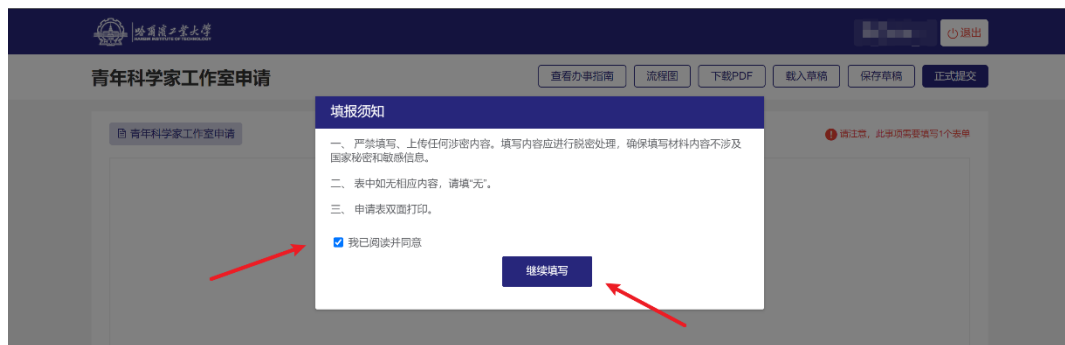 哈爾濱工業大學
HARBIN INSTITUTE OF TECHNOLOGY
退出
青年科学家工作室申请
查看办事指南 流程图 下载PDF 载入草稿 保存草稿 正式提交
填报须知
青年科学家工作室申请
请注意，此事项需要填写1个表单
一、 严禁填写、上传任何涉密内容。填写内容应进行脱密处理，确保填写材料内容不涉及
国家秘密和敏感信息。
二、 表中如无相应内容，请填“无”。
三、 申请表双面打印。
我已阅读并同意
继续填写